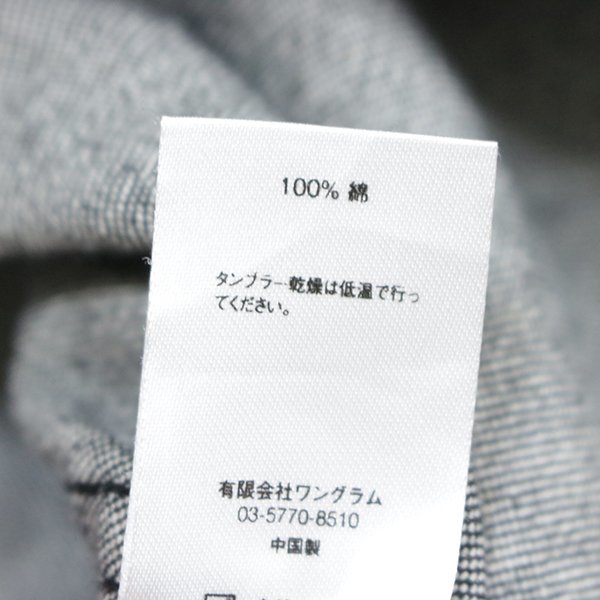 100% 綿
タンブラー乾燥は低温で行っ
てください。
有限会社ワングラム
03-5770-8510
中国製